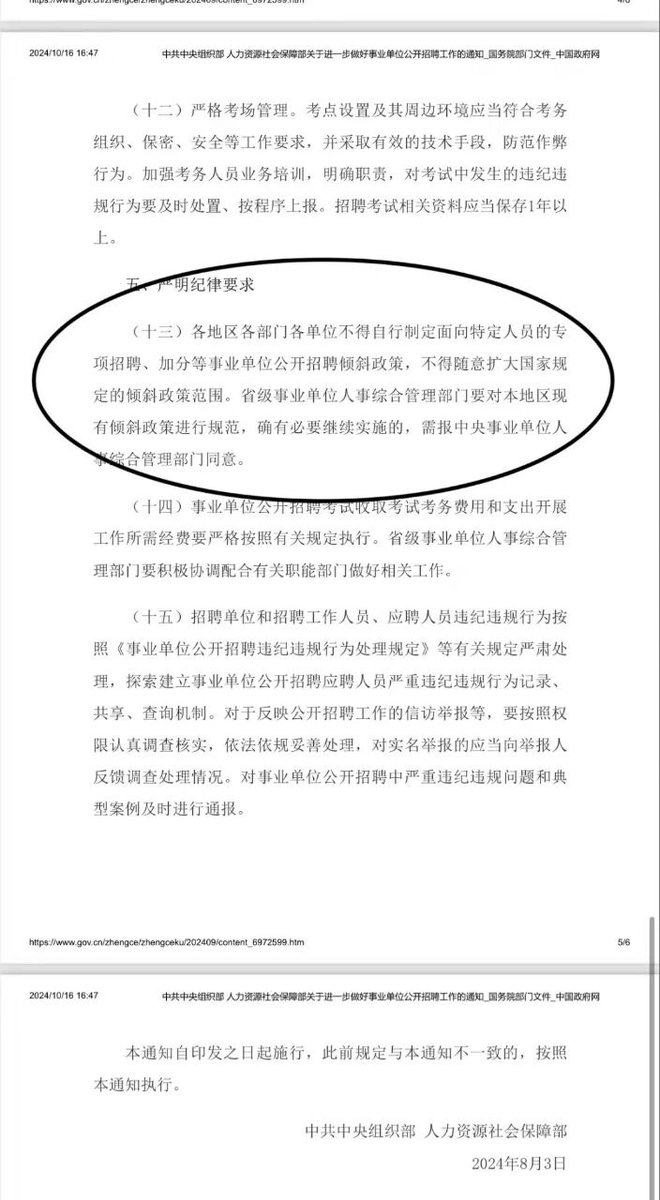 https://www.gov.cn/zhengce/zhengceku/202409/content_6972599.htm 4/6
2024/10/16 16:47 中共中央组织部 人力资源社会保障部关于进一步做好事业单位公开招聘工作的通知_国务院部门文件_中国政府网
（十二）严格考场管理。考点设置及其周边环境应当符合考务
组织、保密、安全等工作要求，并采取有效的技术手段，防范作弊
行为。加强考务人员业务培训，明确职责，对考试中发生的违纪违
规行为要及时处置、按程序上报。招聘考试相关资料应当保存1年以
上。
五、严明纪律要求
（十三）各地区各部门各单位不得自行制定面向特定人员的专
项招聘、加分等事业单位公开招聘倾斜政策，不得随意扩大国家规
定的倾斜政策范围。省级事业单位人事综合管理部门要对本地区现
有倾斜政策进行规范，确有必要继续实施的，需报中央事业单位人
事综合管理部门同意。
（十四）事业单位公开招聘考试收取考试考务费用和支出开展
工作所需经费要严格按照有关规定执行。省级事业单位人事综合管
理部门要积极协调配合有关职能部门做好相关工作。
（十五）招聘单位和招聘工作人员、应聘人员违纪违规行为按
照《事业单位公开招聘违纪违规行为处理规定》等有关规定严肃处
理，探索建立事业单位公开招聘应聘人员严重违纪违规行为记录、
共享、查询机制。对于反映公开招聘工作的信访举报等，要按照权
限认真调查核实，依法依规妥善处理，对实名举报的应当向举报人
反馈调查处理情况。对事业单位公开招聘中严重违纪违规问题和典
型案例及时进行通报。
https://www.gov.cn/zhengce/zhengceku/202409/content_6972599.htm 5/6
2024/10/16 16:47 中共中央组织部 人力资源社会保障部关于进一步做好事业单位公开招聘工作的通知_国务院部门文件_中国政府网
本通知自印发之日起施行，此前规定与本通知不一致的，按照
本通知执行。
中共中央组织部 人力资源社会保障部
2024年8月3日